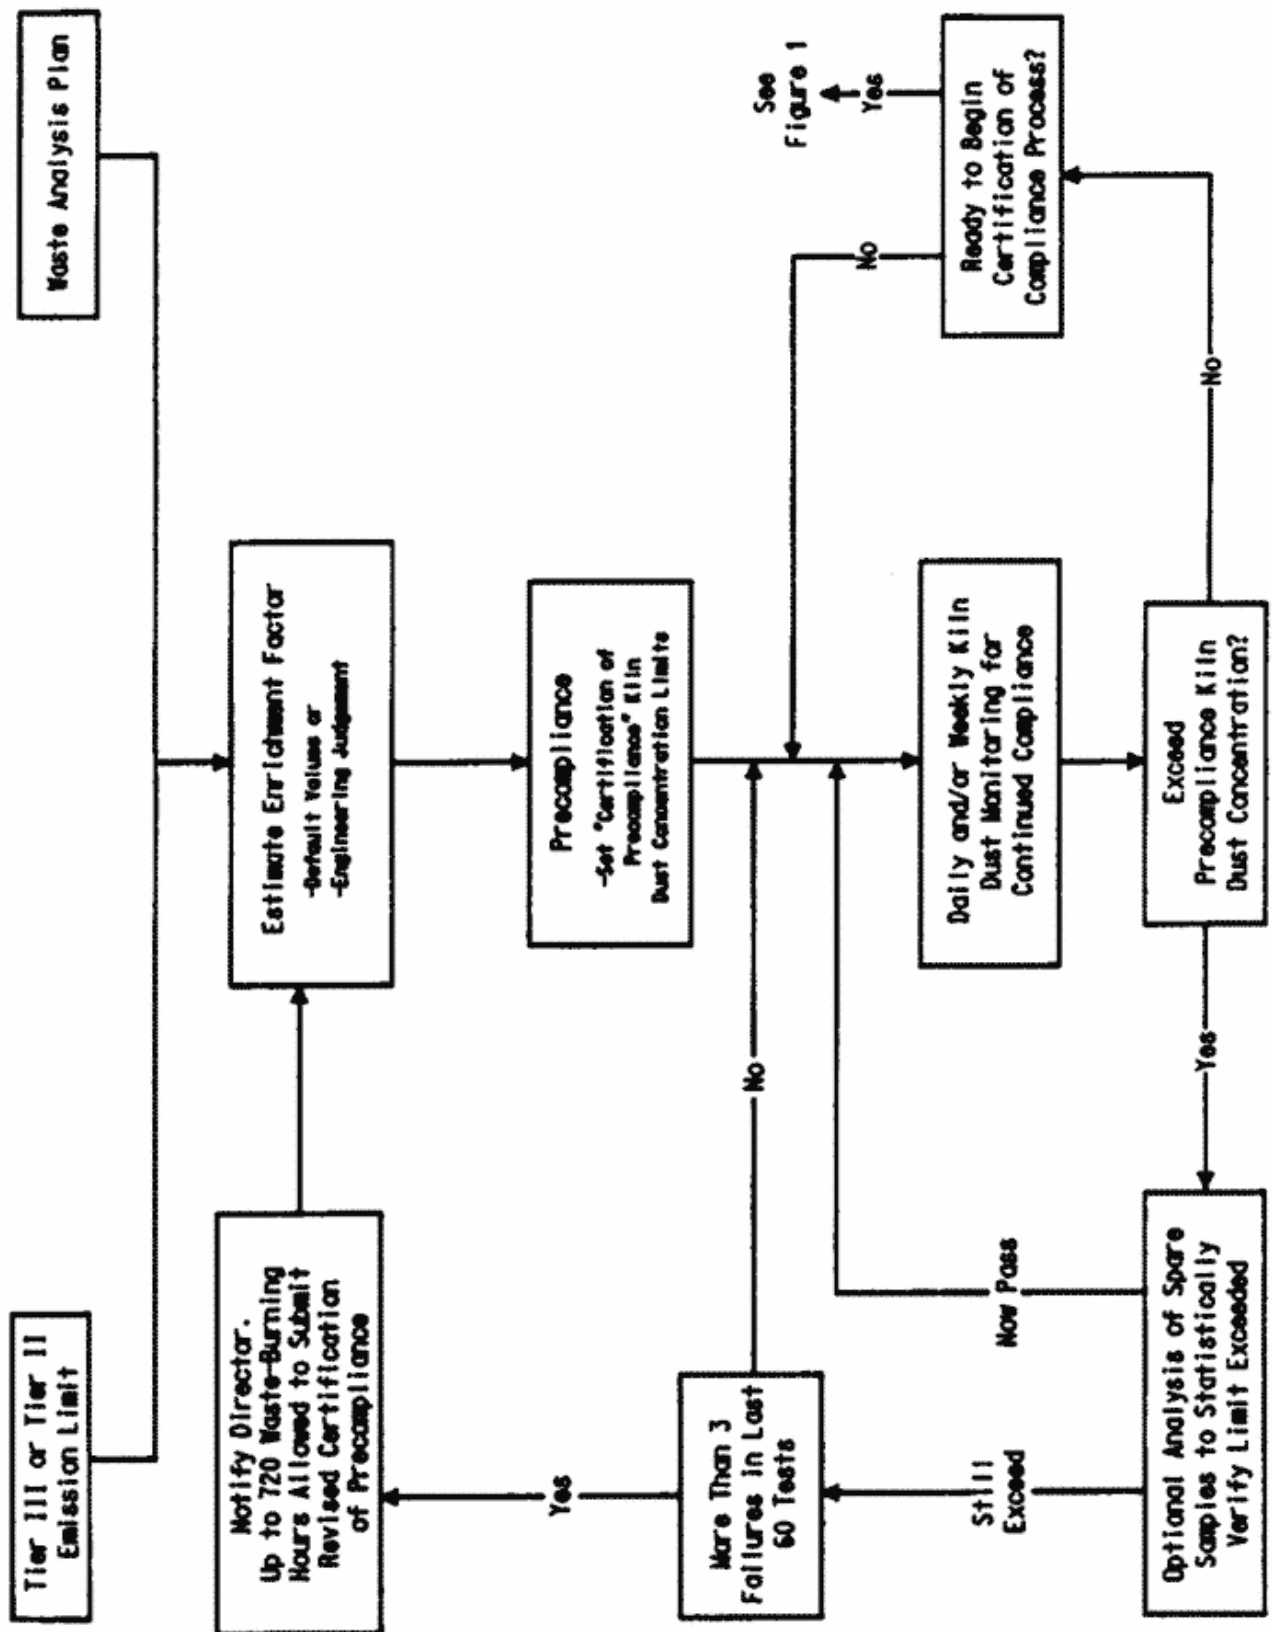 Tier III or Tier II
Emission Limit
Waste Analysis Plan
Notify Director.
Up to 720 Waste-Burning
Hours Allowed to Submit
Revised Certification
of Precompliance
Estimate Enrichment Factor
-Default Values or
-Engineering Judgement
Precompliance
-Set "Certification of
Precompliance" Kiln
Dust Concentration Limits
Yes
No
More Than 3
Failures in Last
60 Tests
See
Figure 1
Yes
No
Still
Exceed
Now Pass
Daily and/or Weekly Kiln
Dust Monitoring for
Continued Compliance
Ready to Begin
Certification of
Compliance Process?
Optional Analysis of Spare
Samples to Statistically
Verify Limit Exceeded
Yes
Exceed
Precompliance Kiln
Dust Concentration?
No